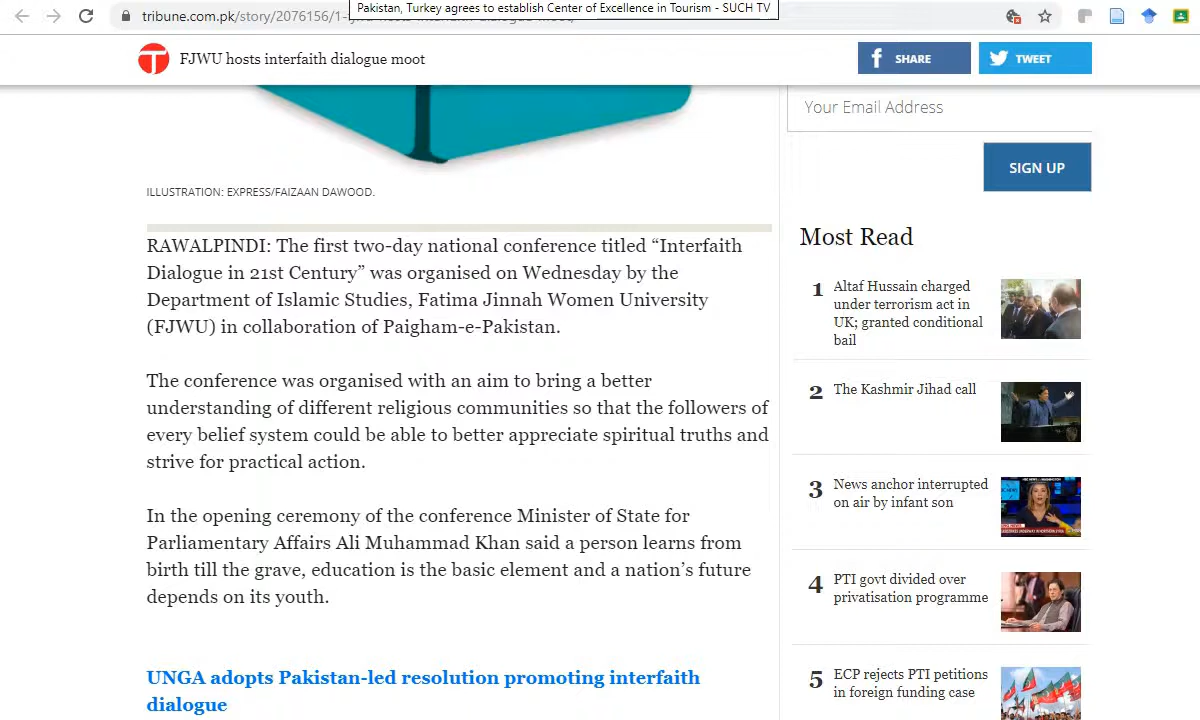 Pakistan, Turkey agrees to establish Center of Excellence in Tourism - SUCH TV
tribune.com.pk/story/2076156/1-
FJWU hosts interfaith dialogue moot
SHARE
TWEET
Your Email Address
SIGN UP
ILLUSTRATION: EXPRESS/FAIZAAN DAWOOD.
RAWALPINDI: The first two-day national conference titled “Interfaith
Dialogue in 21st Century” was organised on Wednesday by the
Department of Islamic Studies, Fatima Jinnah Women University
(FJWU) in collaboration of Paigham-e-Pakistan.
The conference was organised with an aim to bring a better
understanding of different religious communities so that the followers of
every belief system could be able to better appreciate spiritual truths and
strive for practical action.
In the opening ceremony of the conference Minister of State for
Parliamentary Affairs Ali Muhammad Khan said a person learns from
birth till the grave, education is the basic element and a nation’s future
depends on its youth.
UNGA adopts Pakistan-led resolution promoting interfaith
dialogue
Most Read
1 Altaf Hussain charged
under terrorism act in
UK; granted conditional
bail
2 The Kashmir Jihad call
3 News anchor interrupted
on air by infant son
4 PTI govt divided over
privatisation programme
5 ECP rejects PTI petitions
in foreign funding case